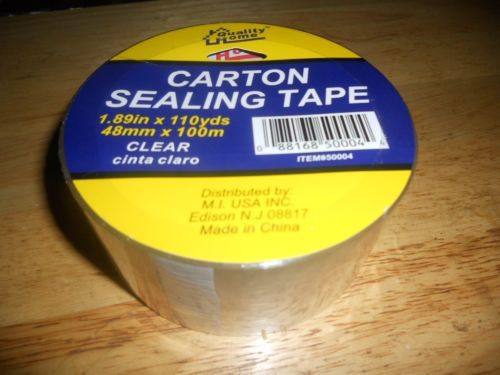 Quality
Home
CARTON
SEALING TAPE
1.89in x 110yds
48mm x 100m
CLEAR
cinta claro
0 88168 50004 4
ITEM#50004
Distributed by:
M.I. USA INC.
Edison N.J 08817
Made in China